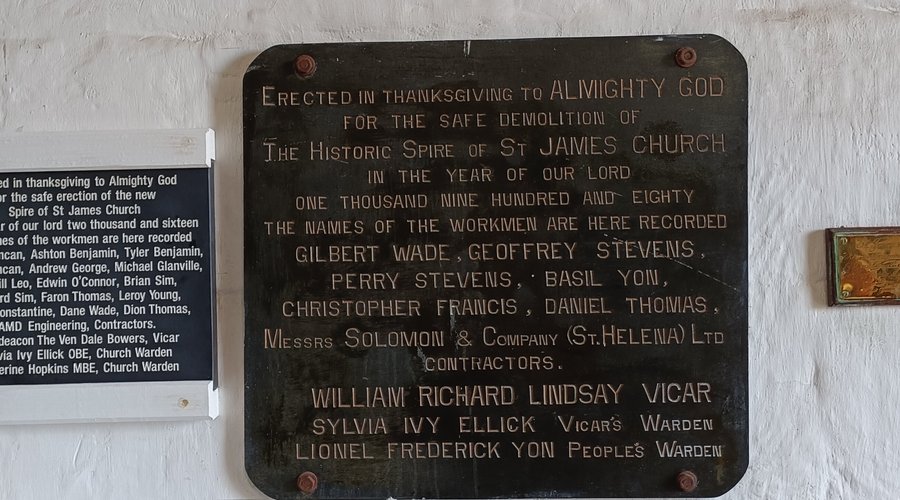 ed in thanksgiving to Almighty God
or the safe erection of the new
Spire of St James Church
ar of our lord two thousand and sixteen
nes of the workmen are here recorded
ncan, Ashton Benjamin, Tyler Benjamin,
ncan, Andrew George, Michael Glanville,
ill Leo, Edwin O'Connor, Brian Sim,
rd Sim, Faron Thomas, Leroy Young,
onstantine, Dane Wade, Dion Thomas,
AMD Engineering, Contractors.
deacon The Ven Dale Bowers, Vicar
via Ivy Ellick OBE, Church Warden
erine Hopkins MBE, Church Warden
ERECTED IN THANKSGIVING TO ALMIGHTY GOD
FOR THE SAFE DEMOLITION OF
THE HISTORIC SPIRE OF ST JAMES CHURCH
IN THE YEAR OF OUR LORD
ONE THOUSAND NINE HUNDRED AND EIGHTY
THE NAMES OF THE WORKMEN ARE HERE RECORDED
GILBERT WADE, GEOFFREY STEVENS,
PERRY STEVENS, BASIL YON,
CHRISTOPHER FRANCIS, DANIEL THOMAS,
MESSRS SOLOMON & COMPANY (ST. HELENA) LTD
CONTRACTORS.
WILLIAM RICHARD LINDSAY VICAR
SYLVIA IVY ELLICK VICAR'S WARDEN
LIONEL FREDERICK YON PEOPLE'S WARDEN